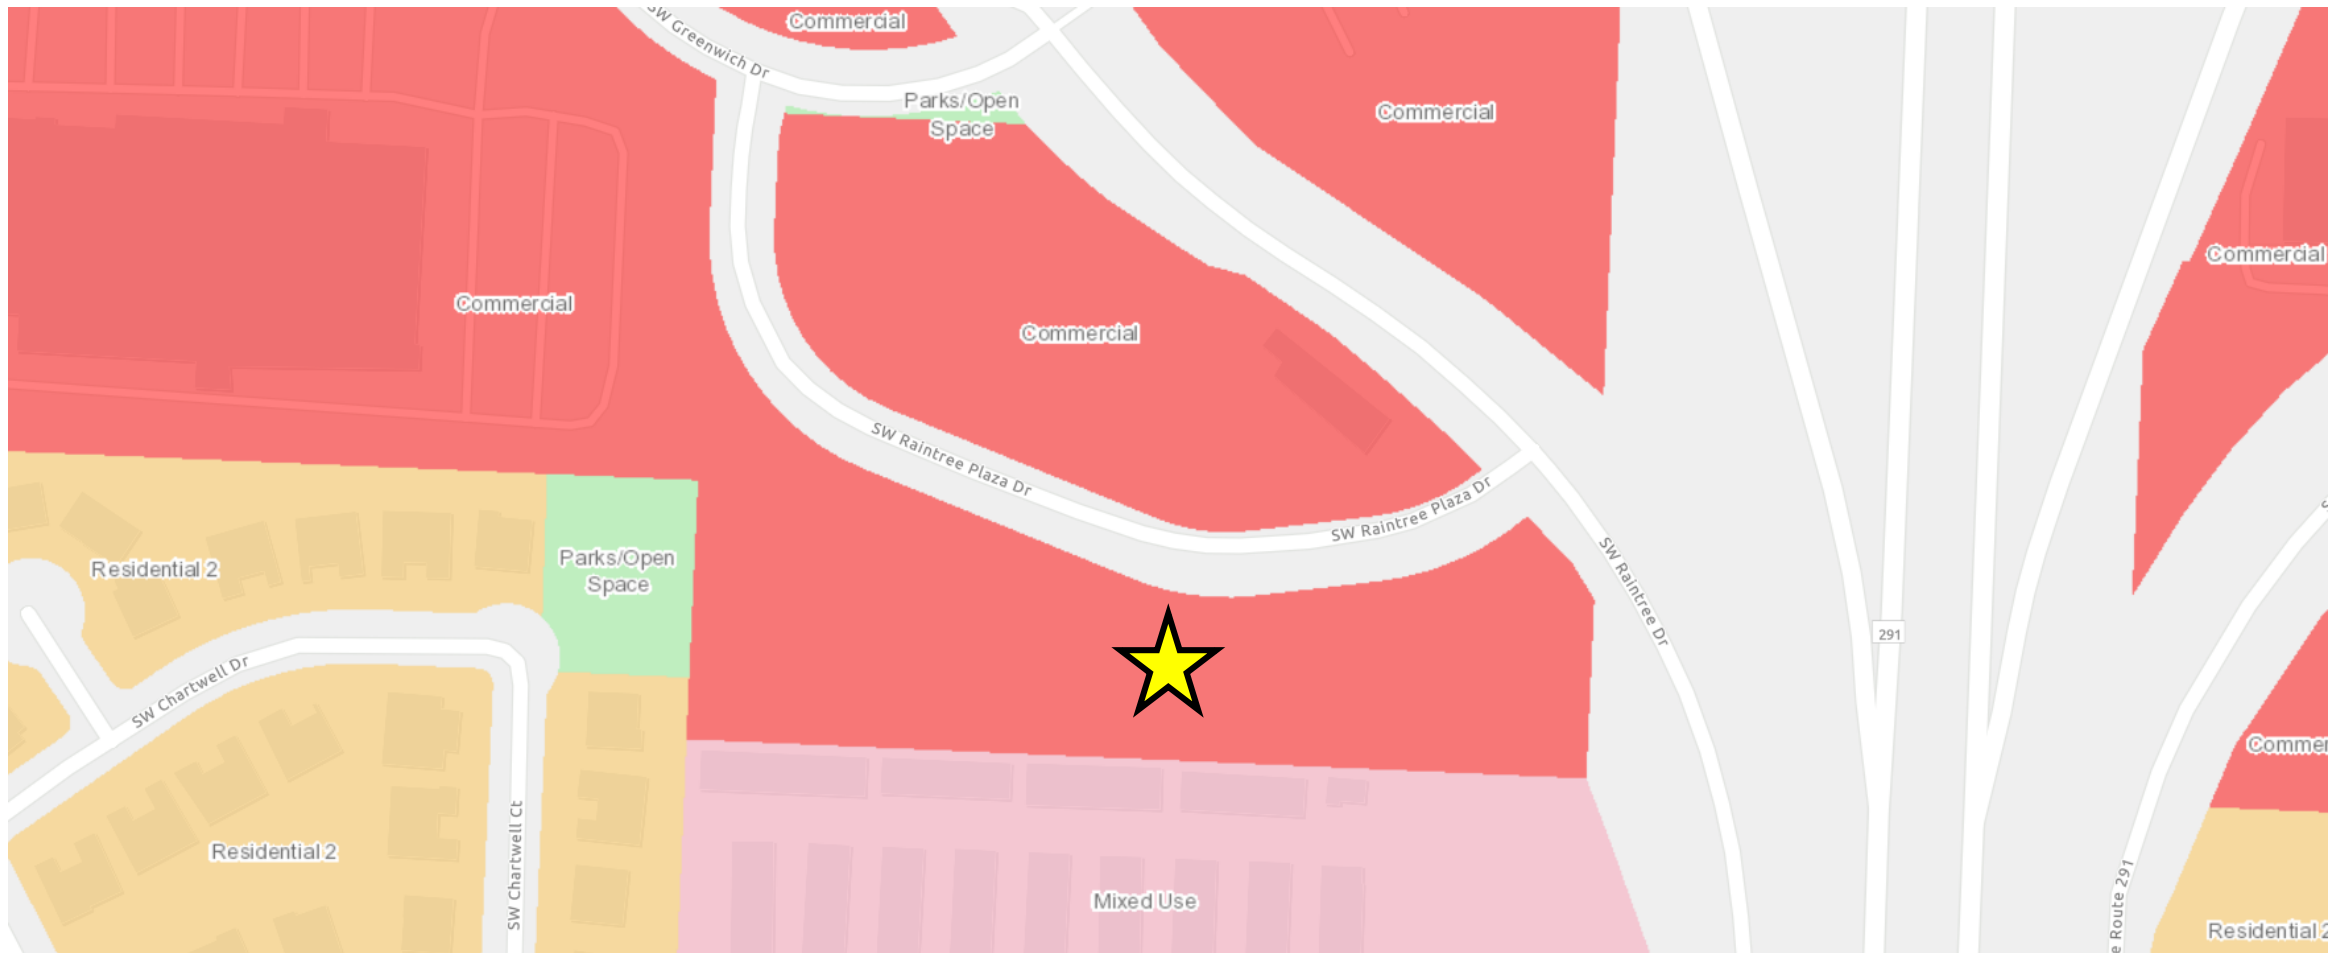 Commercial
SW Greenwich Dr
Parks/Open
Space
Commercial
Commercial
Commercial
Commercial
SW Raintree Plaza Dr
SW Raintree Plaza Dr
Parks/Open
Space
Residential 2
SW Raintree Dr
291
SW Chartwell Dr
Commer
Residential 2
SW Chartwell Ct
Mixed Use
e Route 291
Residential 2